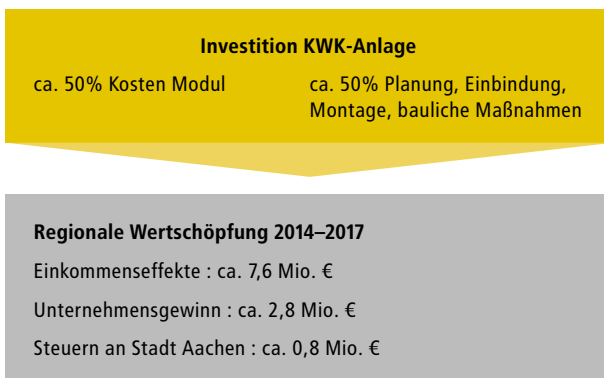 Investition KWK-Anlage
ca. 50% Kosten Modul
ca. 50% Planung, Einbindung,
Montage, bauliche Maßnahmen
Regionale Wertschöpfung 2014–2017
Einkommenseffekte : ca. 7,6 Mio. €
Unternehmensgewinn : ca. 2,8 Mio. €
Steuern an Stadt Aachen : ca. 0,8 Mio. €